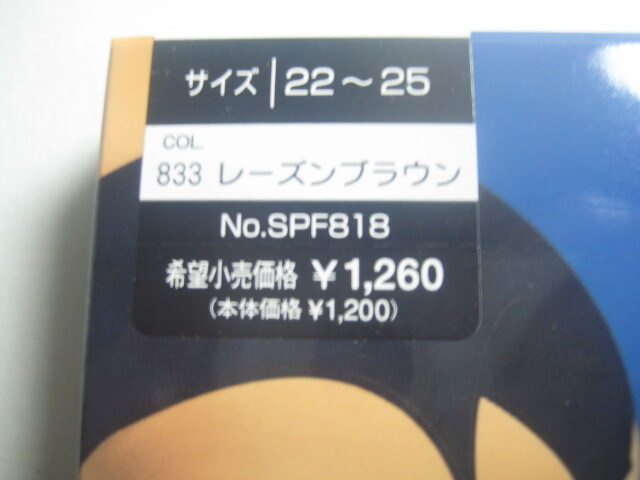 サイズ 22～25
COL.
833 レーズンブラウン
No.SPF818
希望小売価格 ¥1,260
（本体価格 ¥1,200）